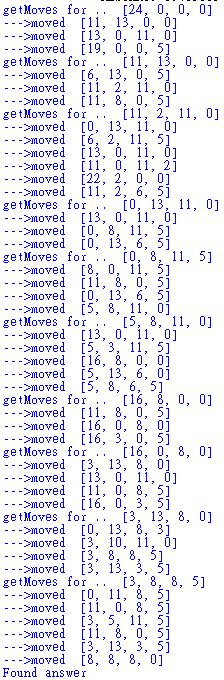 getMoves for ..  [24, 0, 0, 0]
--->moved  [11, 13, 0, 0]
--->moved  [13, 0, 11, 0]
--->moved  [19, 0, 0, 5]
getMoves for ..  [11, 13, 0, 0]
--->moved  [6, 13, 0, 5]
--->moved  [11, 2, 11, 0]
--->moved  [11, 8, 0, 5]
getMoves for ..  [11, 2, 11, 0]
--->moved  [0, 13, 11, 0]
--->moved  [6, 2, 11, 5]
--->moved  [13, 0, 11, 0]
--->moved  [11, 0, 11, 2]
--->moved  [22, 2, 0, 0]
--->moved  [11, 2, 6, 5]
getMoves for ..  [0, 13, 11, 0]
--->moved  [13, 0, 11, 0]
--->moved  [0, 8, 11, 5]
--->moved  [0, 13, 6, 5]
getMoves for ..  [0, 8, 11, 5]
--->moved  [8, 0, 11, 5]
--->moved  [11, 8, 0, 5]
--->moved  [0, 13, 6, 5]
--->moved  [5, 8, 11, 0]
getMoves for ..  [5, 8, 11, 0]
--->moved  [13, 0, 11, 0]
--->moved  [5, 3, 11, 5]
--->moved  [16, 8, 0, 0]
--->moved  [5, 13, 6, 0]
--->moved  [5, 8, 6, 5]
getMoves for ..  [16, 8, 0, 0]
--->moved  [11, 8, 0, 5]
--->moved  [16, 0, 8, 0]
--->moved  [16, 3, 0, 5]
getMoves for ..  [16, 0, 8, 0]
--->moved  [3, 13, 8, 0]
--->moved  [13, 0, 11, 0]
--->moved  [11, 0, 8, 5]
--->moved  [16, 0, 3, 5]
getMoves for ..  [3, 13, 8, 0]
--->moved  [0, 13, 8, 3]
--->moved  [3, 10, 11, 0]
--->moved  [3, 8, 8, 5]
--->moved  [3, 13, 3, 5]
getMoves for ..  [3, 8, 8, 5]
--->moved  [0, 11, 8, 5]
--->moved  [11, 0, 8, 5]
--->moved  [3, 5, 11, 5]
--->moved  [11, 8, 0, 5]
--->moved  [3, 13, 3, 5]
--->moved  [8, 8, 8, 0]
Found answer